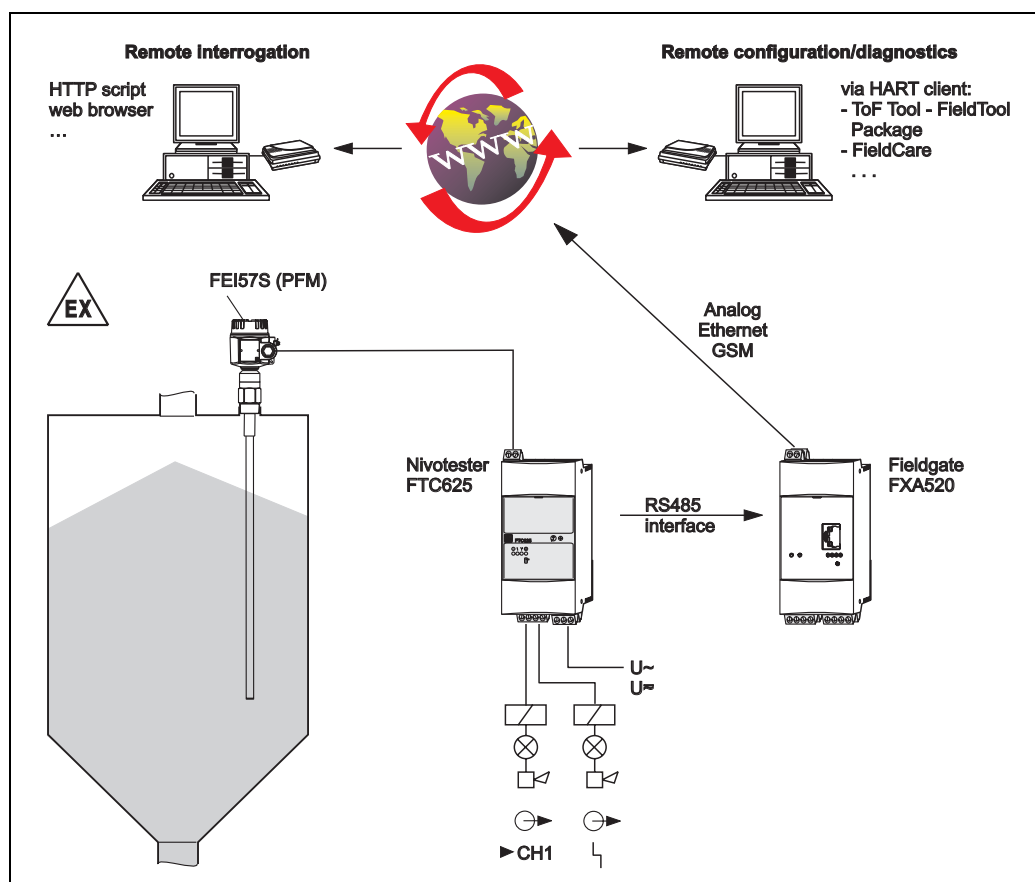 Remote interrogation
HTTP script
web browser
...
WWW
Remote configuration/diagnostics
via HART client:
- ToF Tool - FieldTool
Package
- FieldCare
...
EX
FEI57S (PFM)
Analog
Ethernet
GSM
Nivotester
FTC625
FTC625
RS485
interface
Fieldgate
FXA520
U~
U≂
CH1